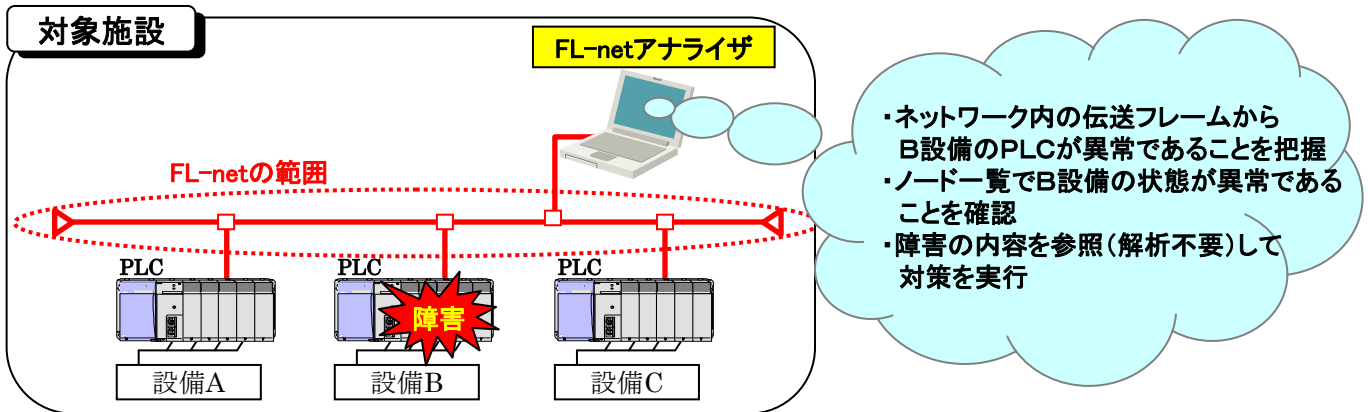 対象施設
FL-netアナライザ
・ネットワーク内の伝送フレームから
B設備のPLCが異常であることを把握
・ノード一覧でB設備の状態が異常である
ことを確認
・障害の内容を参照（解析不要）して
対策を実行
FL-netの範囲
PLC
PLC
PLC
障害
設備A
設備B
設備C